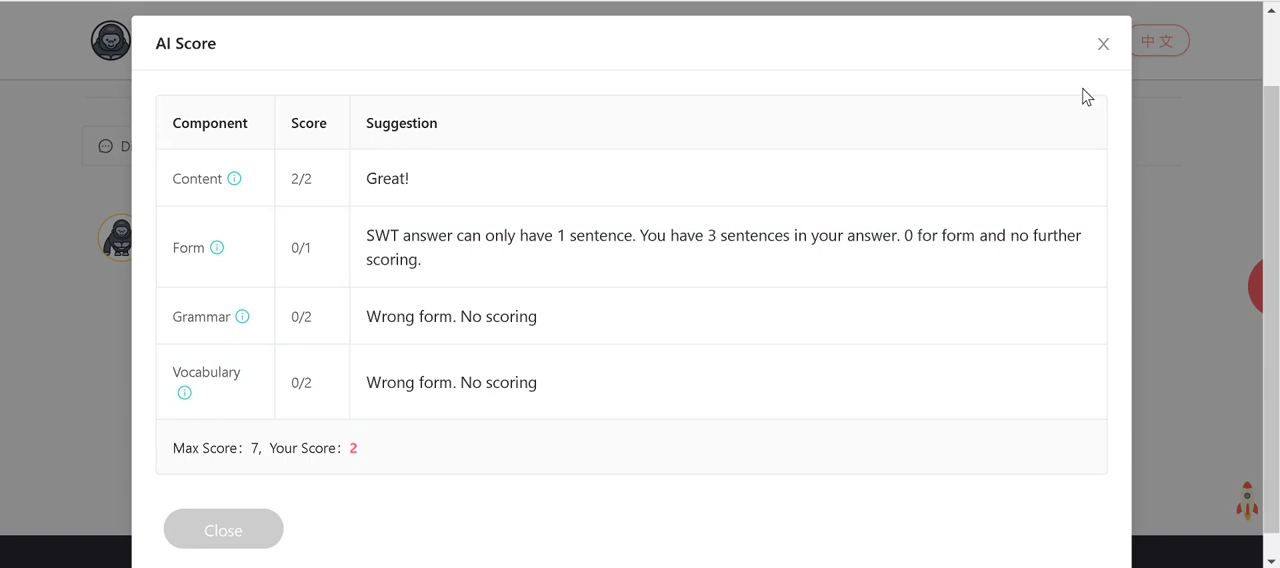 AI Score
中文
Component Score Suggestion
Content 2/2 Great!
Form 0/1 SWT answer can only have 1 sentence. You have 3 sentences in your answer. 0 for form and no further
scoring.
Grammar 0/2 Wrong form. No scoring
Vocabulary 0/2 Wrong form. No scoring
Max Score: 7, Your Score: 2
Close